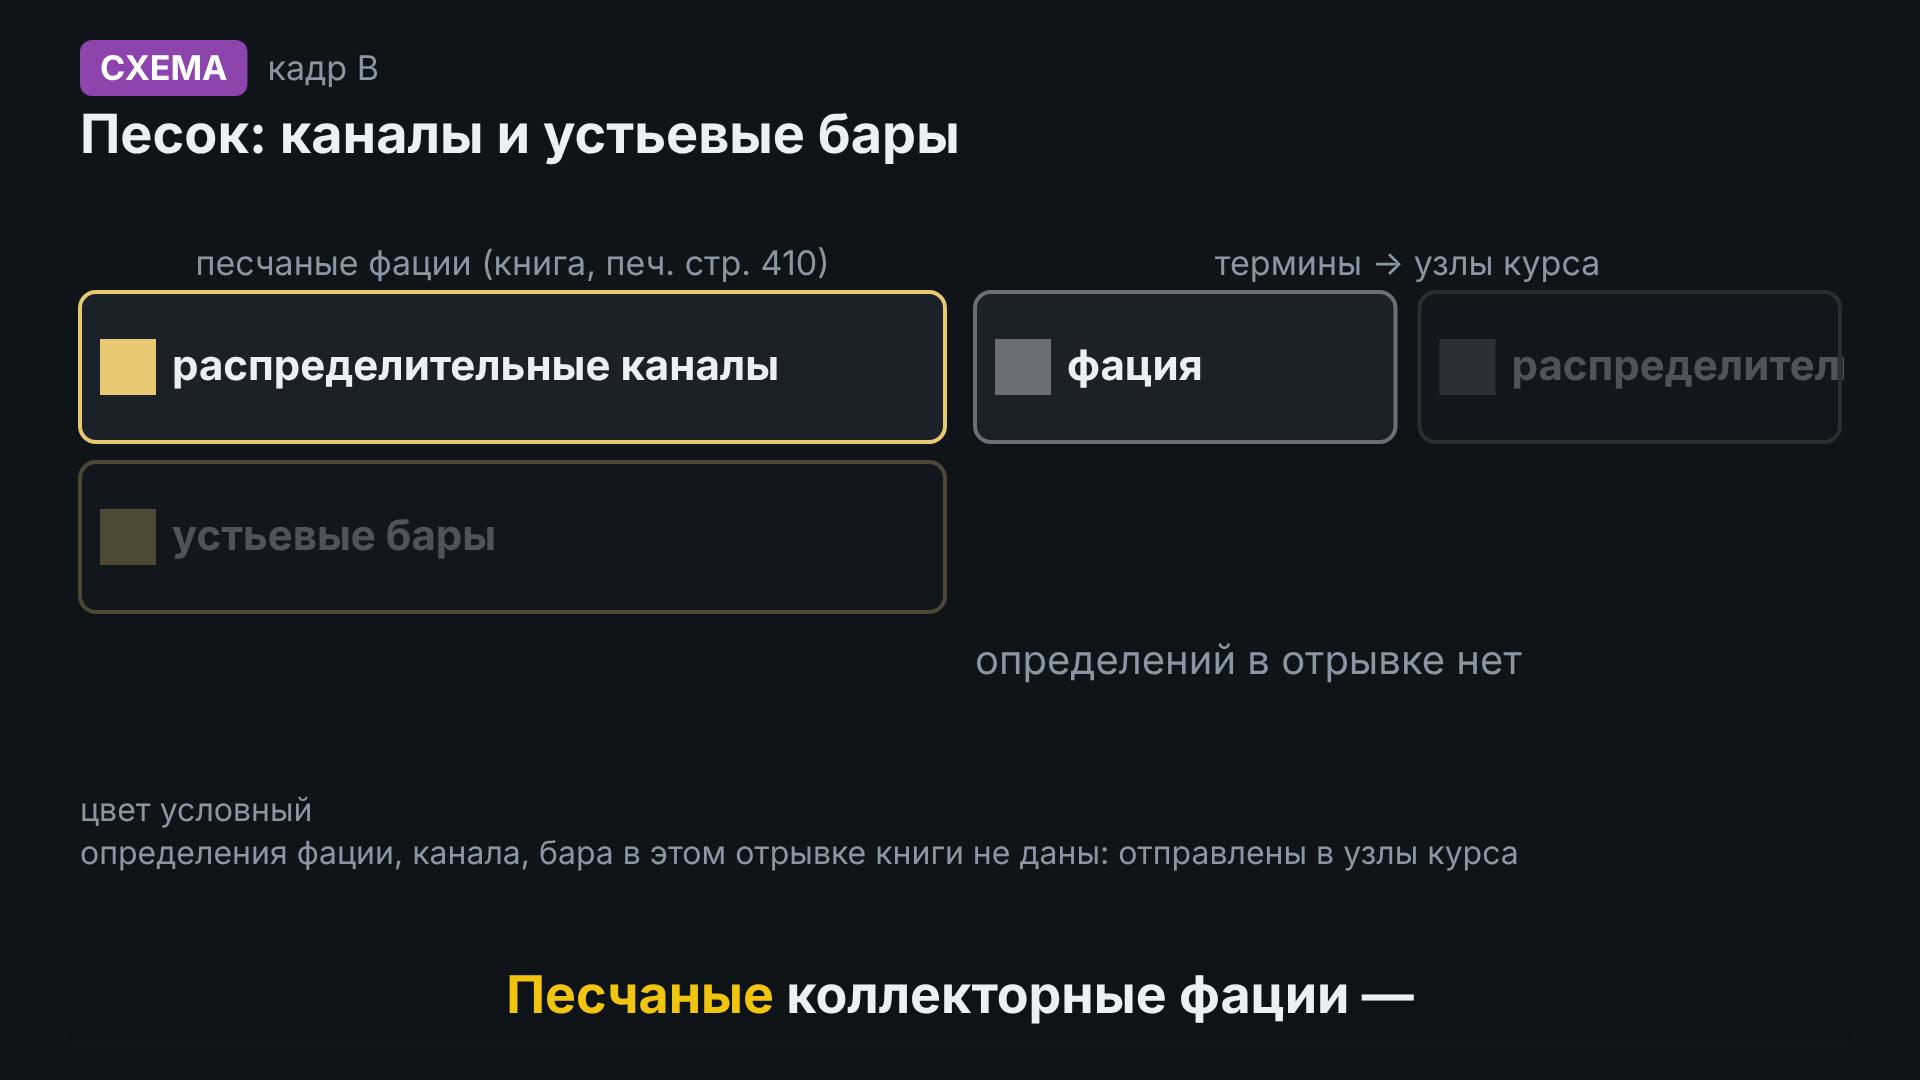 СХЕМА кадр B
Песок: каналы и устьевые бары
песчаные фации (книга, печ. стр. 410)
термины → узлы курса
распределительные каналы
фация
распределител
устьевые бары
определений в отрывке нет
цвет условный
определения фации, канала, бара в этом отрывке книги не даны: отправлены в узлы курса
Песчаные коллекторные фации —